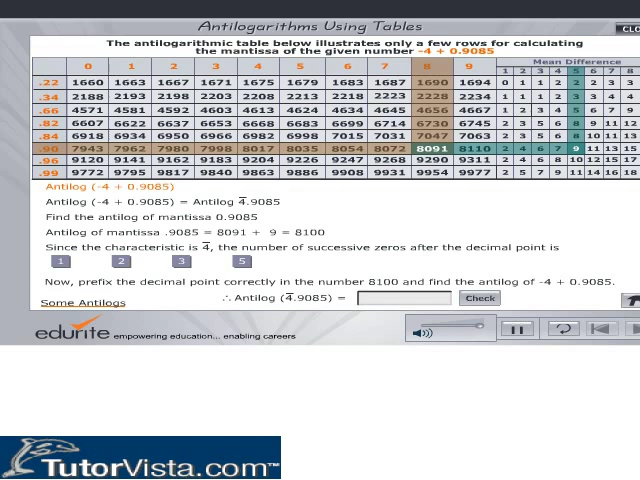 Antilogarithms Using Tables
CLO
The antilogarithmic table below illustrates only a few rows for calculating
the mantissa of the given number -4 + 0.9085
0 1 2 3 4 5 6 7 8 9 Mean Difference
1 2 3 4 5 6 7 8
.22 1660 1663 1667 1671 1675 1679 1683 1687 1690 1694 0 1 1 2 2 2 3 3
.34 2188 2193 2198 2203 2208 2213 2218 2223 2228 2234 1 1 1 2 3 3 4 4
.66 4571 4581 4592 4603 4613 4624 4634 4645 4656 4667 1 2 3 4 5 6 7 9
.82 6607 6622 6637 6653 6668 6683 6699 6714 6730 6745 2 3 5 6 8 9 11 12
.84 6918 6934 6950 6966 6982 6998 7015 7031 7047 7063 2 3 5 6 8 10 11 13
.90 7943 7962 7980 7998 8017 8035 8054 8072 8091 8110 2 4 6 7 9 11 13 15
.96 9120 9141 9162 9183 9204 9226 9247 9268 9290 9311 2 4 6 8 10 12 15 17
.99 9772 9795 9817 9840 9863 9886 9908 9931 9954 9977 2 5 7 9 11 14 16 18
Antilog (-4 + 0.9085)
Antilog (-4 + 0.9085) = Antilog 4̅.9085
Find the antilog of mantissa 0.9085
Antilog of mantissa .9085 = 8091 + 9 = 8100
Since the characteristic is 4̅, the number of successive zeros after the decimal point is
1 2 3 5
Now, prefix the decimal point correctly in the number 8100 and find the antilog of -4 + 0.9085.
Some Antilogs ∴ Antilog (4̅.9085) = Check
edurite empowering education... enabling careers
TutorVista.com™